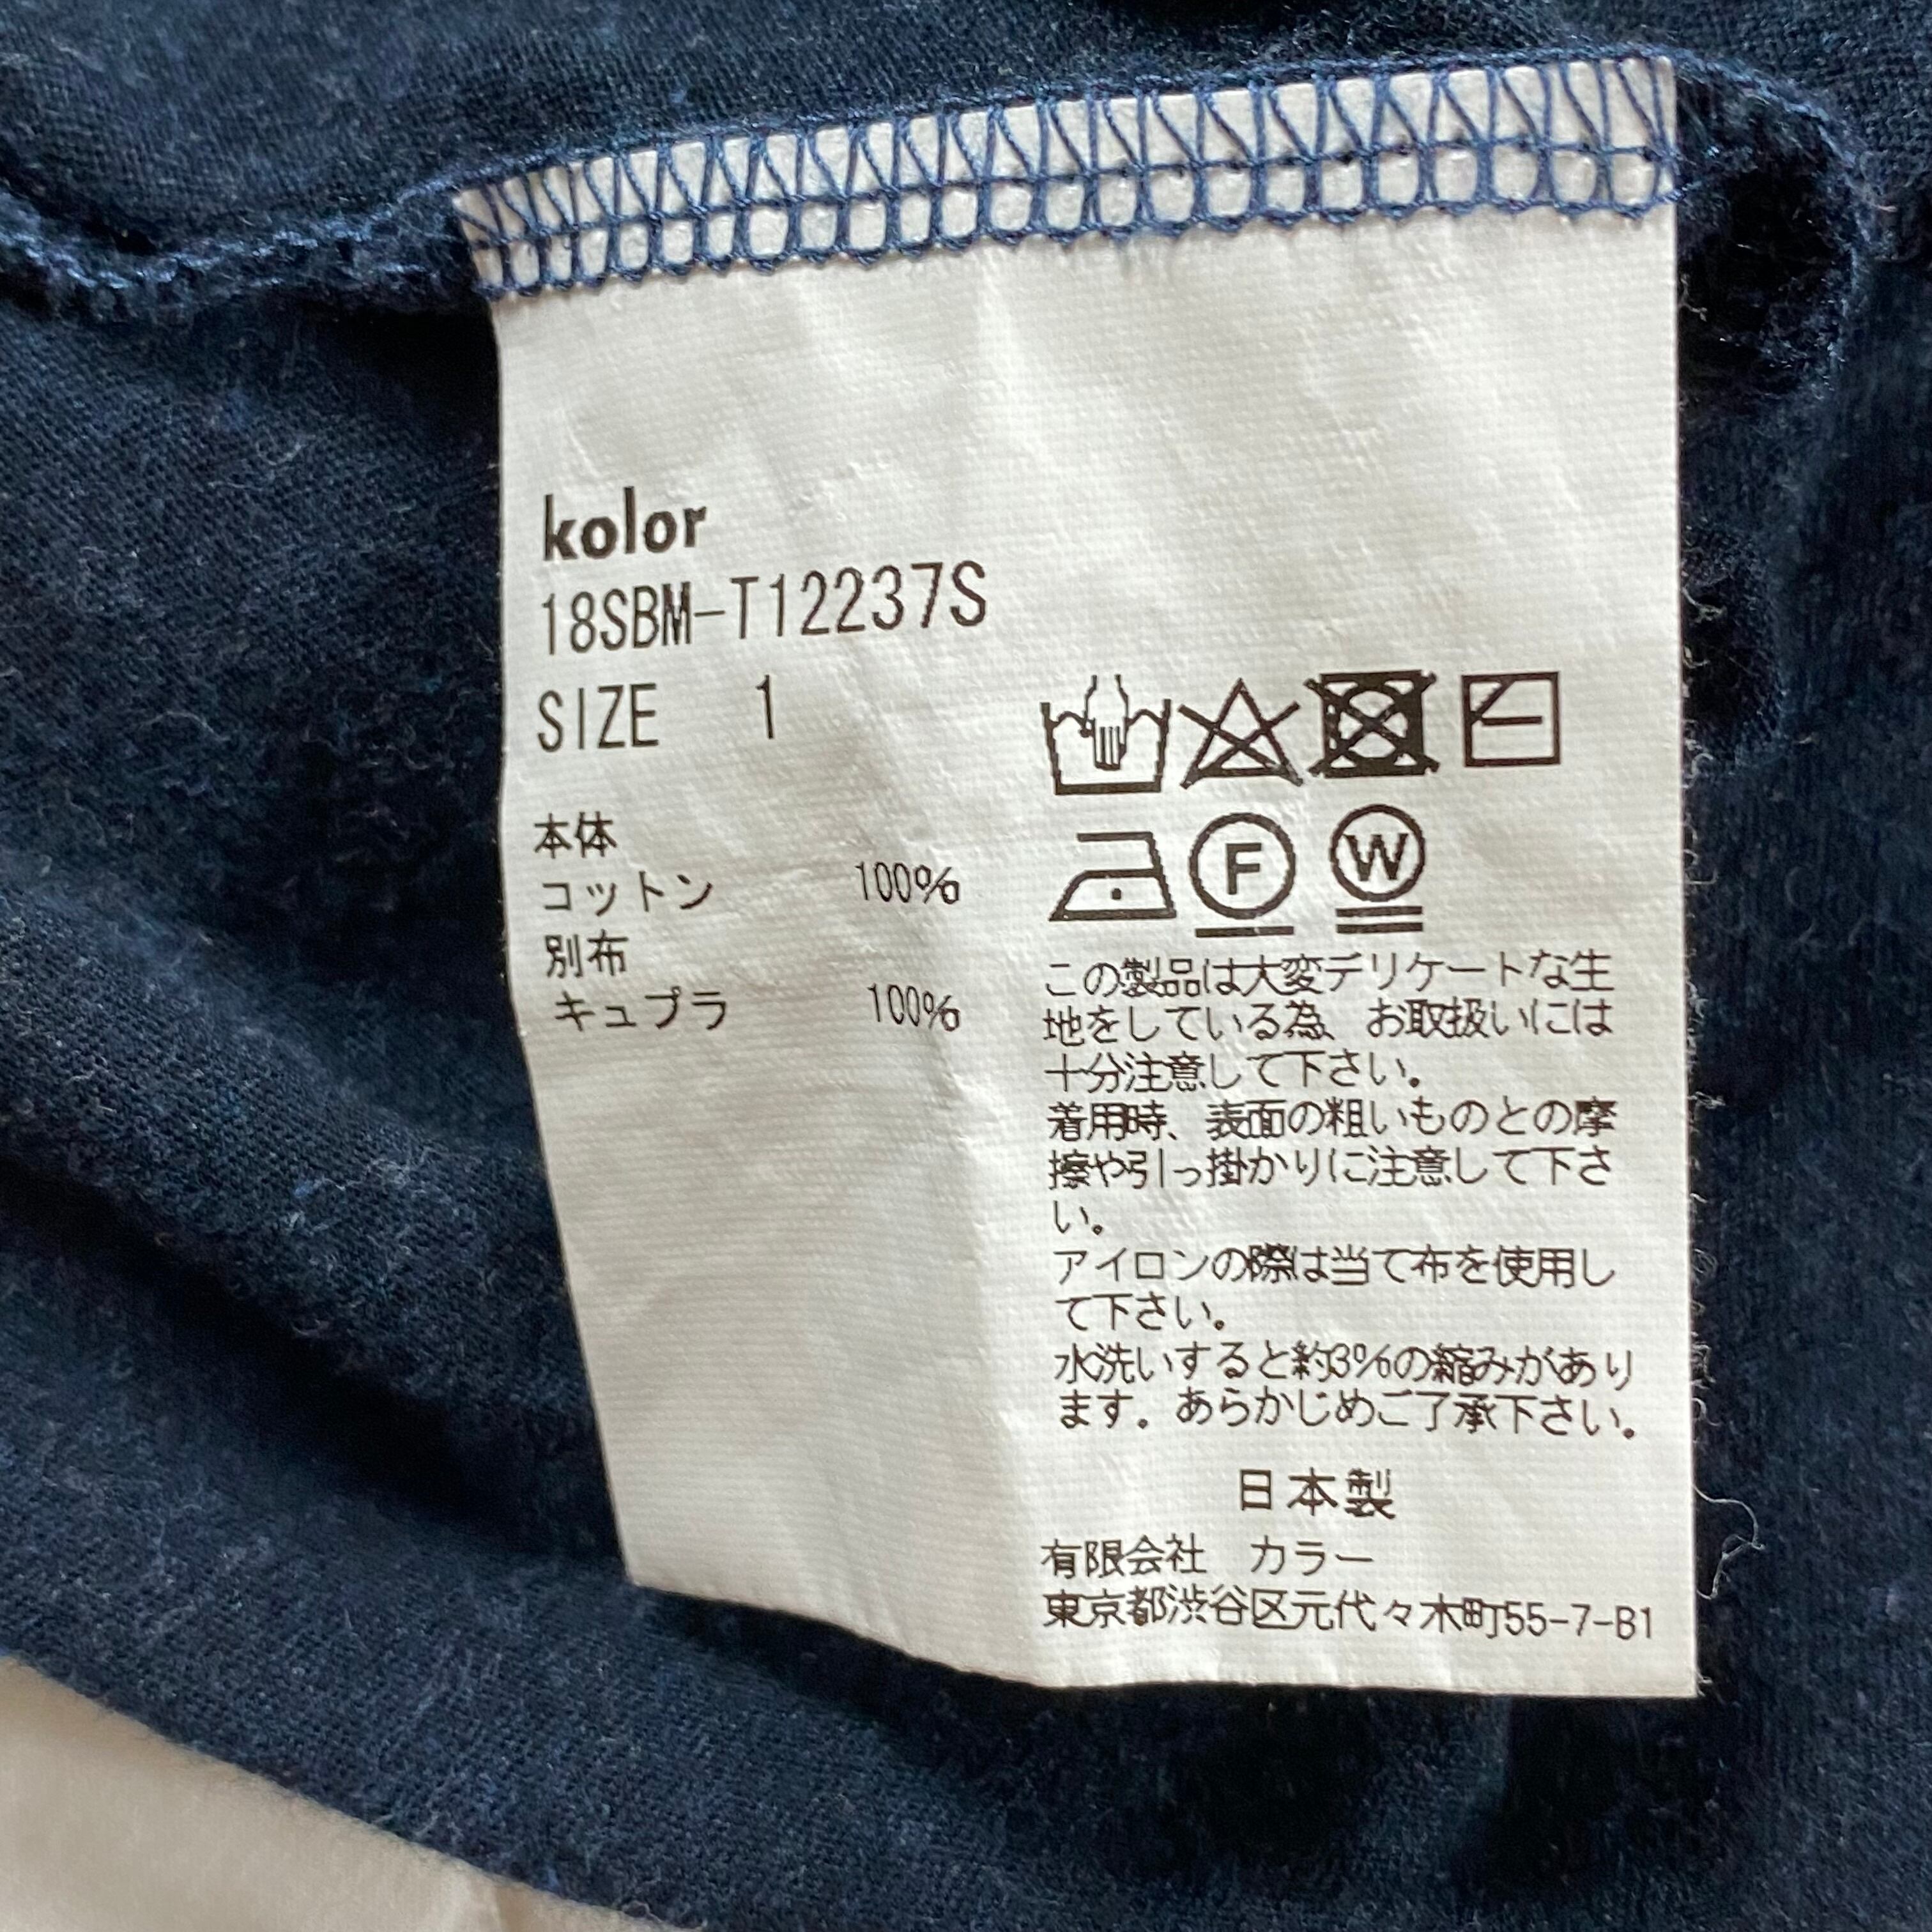 kolor
18SBM-T12237S
SIZE 1
本体
コットン 100%
別布
キュプラ 100%
F W
この製品は大変デリケートな生
地をしている為、お取扱いには
十分注意して下さい。
着用時、表面の粗いものとの摩
擦や引っ掛かりに注意して下さ
い。
アイロンの際は当て布を使用し
て下さい。
水洗いすると約3%の縮みがあり
ます。あらかじめご了承下さい。
日本製
有限会社 カラー
東京都渋谷区元代々木町55-7-B1